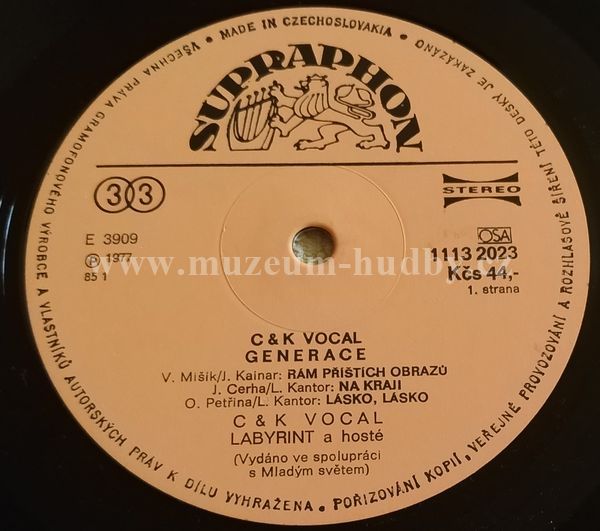 VŠECHNA PRÁVA GRAMOFONOVÉHO VÝROBCE A VLASTNÍKŮ AUTORSKÝCH PRÁV K DÍLU VYHRAŽENA • POŘIZOVÁNÍ KOPIÍ, VEŘEJNÉ PROVOZOVÁNÍ A ROZHLASOVÉ ŠÍŘENÍ TÉTO DESKY JE ZAKÁZÁNO • MADE IN CZECHOSLOVAKIA •
SUPRAPHON
33
STEREO
E 3909
Ⓟ 1977
85 1
OSA
1113 2023
Kčs 44,-
1. strana
www.muzeum-hudby.cz
C & K VOCAL
GENERACE
V. Mišík/J. Kainar: RÁM PŘÍŠTÍCH OBRAZŮ
J. Cerha/L. Kantor: NA KRAJI
O. Petřina/L. Kantor: LÁSKO, LÁSKO
C & K VOCAL
LABYRINT a hosté
(Vydáno ve spolupráci
s Mladým světem)